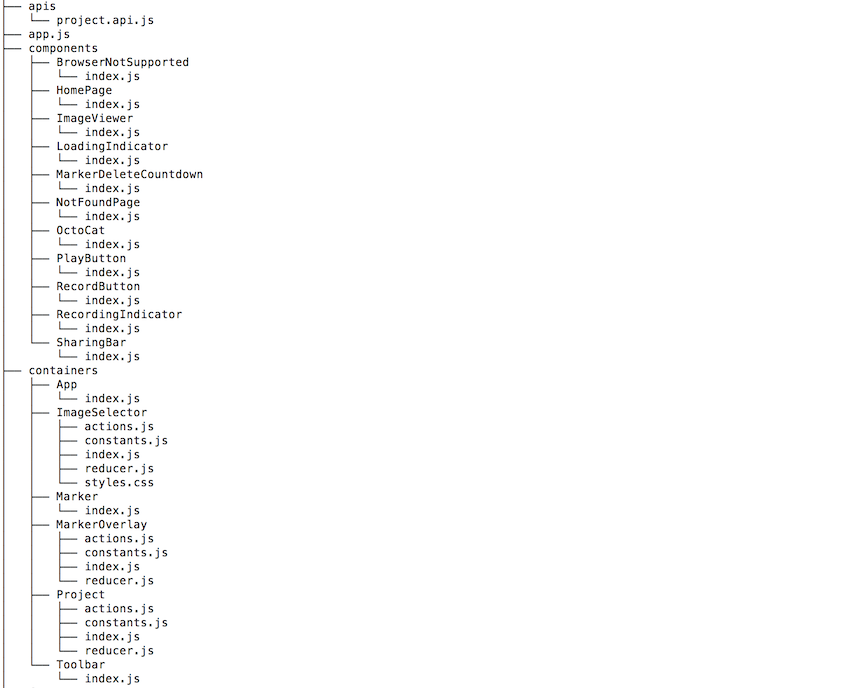 apis
project.api.js
app.js
components
BrowserNotSupported
index.js
HomePage
index.js
ImageViewer
index.js
LoadingIndicator
index.js
MarkerDeleteCountdown
index.js
NotFoundPage
index.js
OctoCat
index.js
PlayButton
index.js
RecordButton
index.js
RecordingIndicator
index.js
SharingBar
index.js
containers
App
index.js
ImageSelector
actions.js
constants.js
index.js
reducer.js
styles.css
Marker
index.js
MarkerOverlay
actions.js
constants.js
index.js
reducer.js
Project
actions.js
constants.js
index.js
reducer.js
Toolbar
index.js